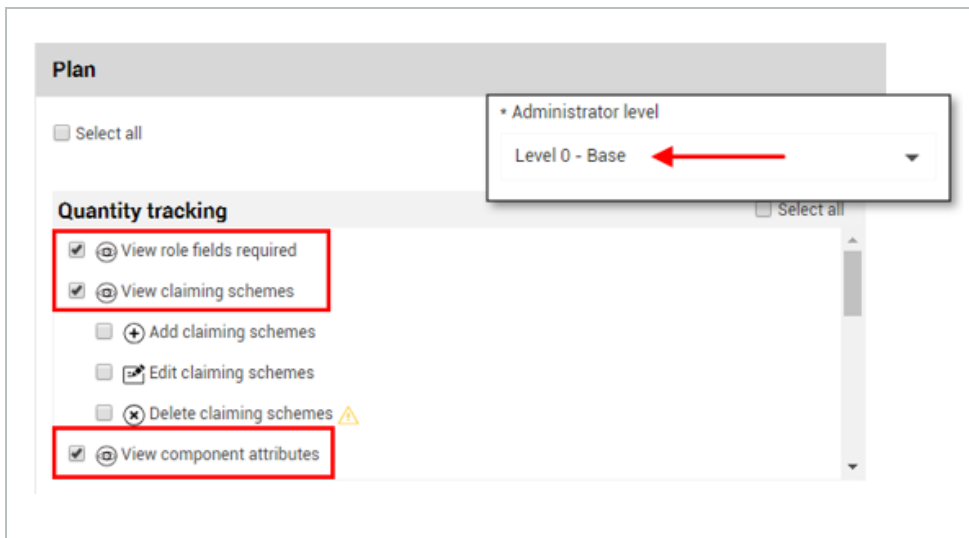 Plan
* Administrator level
Select all
Level 0 - Base
Quantity tracking
Select all
View role fields required
View claiming schemes
Add claiming schemes
Edit claiming schemes
Delete claiming schemes
View component attributes